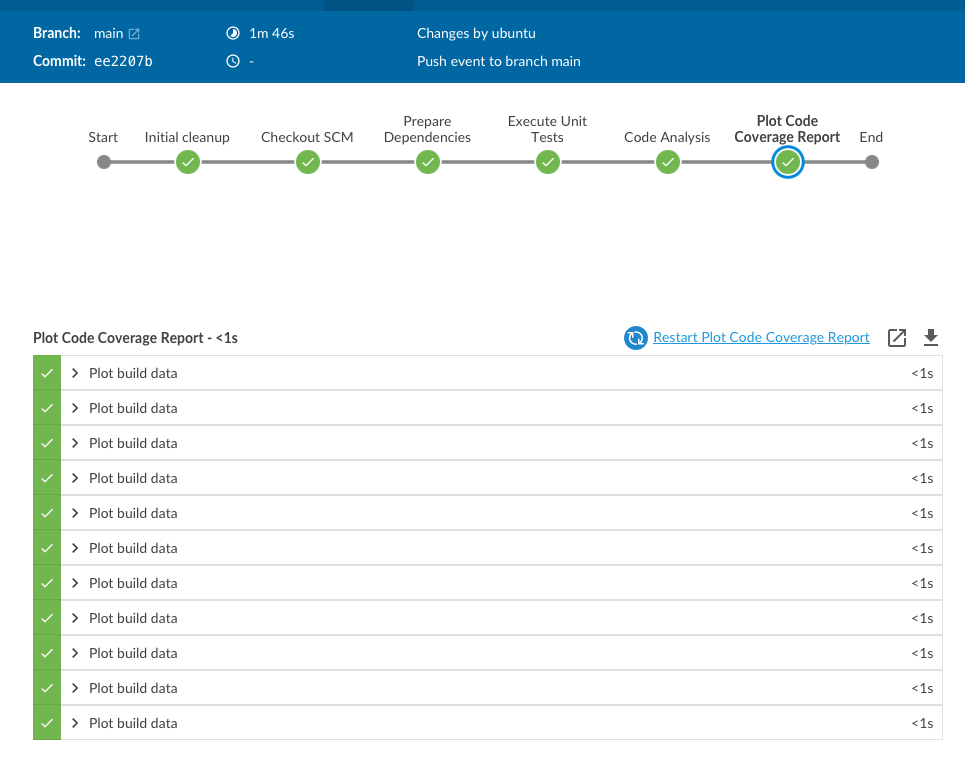 Branch: main 1m 46s Changes by ubuntu
Commit: ee2207b - Push event to branch main
Start Initial cleanup Checkout SCM Prepare Dependencies Execute Unit Tests Code Analysis Plot Code Coverage Report End
Plot Code Coverage Report - <1s Restart Plot Code Coverage Report
Plot build data <1s
Plot build data <1s
Plot build data <1s
Plot build data <1s
Plot build data <1s
Plot build data <1s
Plot build data <1s
Plot build data <1s
Plot build data <1s
Plot build data <1s
Plot build data <1s